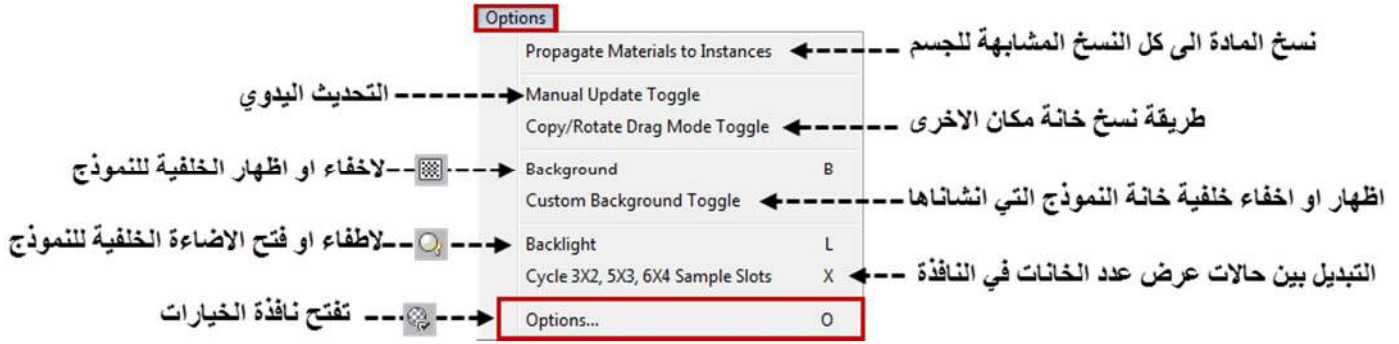 Options
Propagate Materials to Instances
نسخ المادة الى كل النسخ المشابهة للجسم
Manual Update Toggle
التحديث اليدوي
Copy/Rotate Drag Mode Toggle
طريقة نسخ خانة مكان الاخرى
Background B
لاخفاء او اظهار الخلفية للنموذج
Custom Background Toggle
اظهار او اخفاء خلفية خانة النموذج التي انشاناها
Backlight L
لاطفاء او فتح الاضاءة الخلفية للنموذج
Cycle 3X2, 5X3, 6X4 Sample Slots X
التبديل بين حالات عرض عدد الخانات في النافذة
Options... O
تفتح نافذة الخيارات